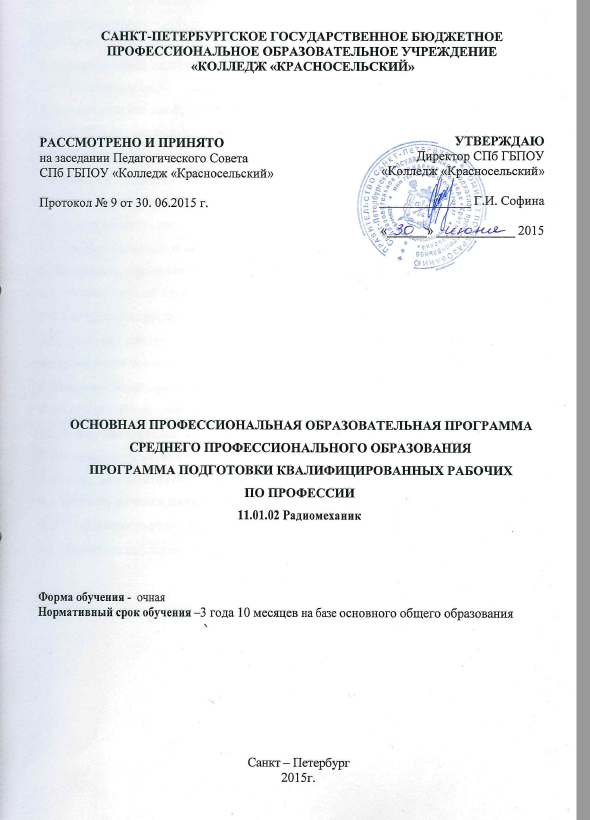 САНКТ-ПЕТЕРБУРГСКОЕ ГОСУДАРСТВЕННОЕ БЮДЖЕТНОЕ
ПРОФЕССИОНАЛЬНОЕ ОБРАЗОВАТЕЛЬНОЕ УЧРЕЖДЕНИЕ
«КОЛЛЕДЖ «КРАСНОСЕЛЬСКИЙ»
РАССМОТРЕНО И ПРИНЯТО
на заседании Педагогического Совета
СПб ГБПОУ «Колледж «Красносельский»
Протокол № 9 от 30. 06.2015 г.
УТВЕРЖДАЮ
Директор СПб ГБПОУ
«Колледж «Красносельский»
Г.И. Софина
«30» июня 2015
ОСНОВНАЯ ПРОФЕССИОНАЛЬНАЯ ОБРАЗОВАТЕЛЬНАЯ ПРОГРАММА
СРЕДНЕГО ПРОФЕССИОНАЛЬНОГО ОБРАЗОВАНИЯ
ПРОГРАММА ПОДГОТОВКИ КВАЛИФИЦИРОВАННЫХ РАБОЧИХ
ПО ПРОФЕССИИ
11.01.02 Радиомеханик
Форма обучения - очная
Нормативный срок обучения –3 года 10 месяцев на базе основного общего образования
Санкт – Петербург
2015г.